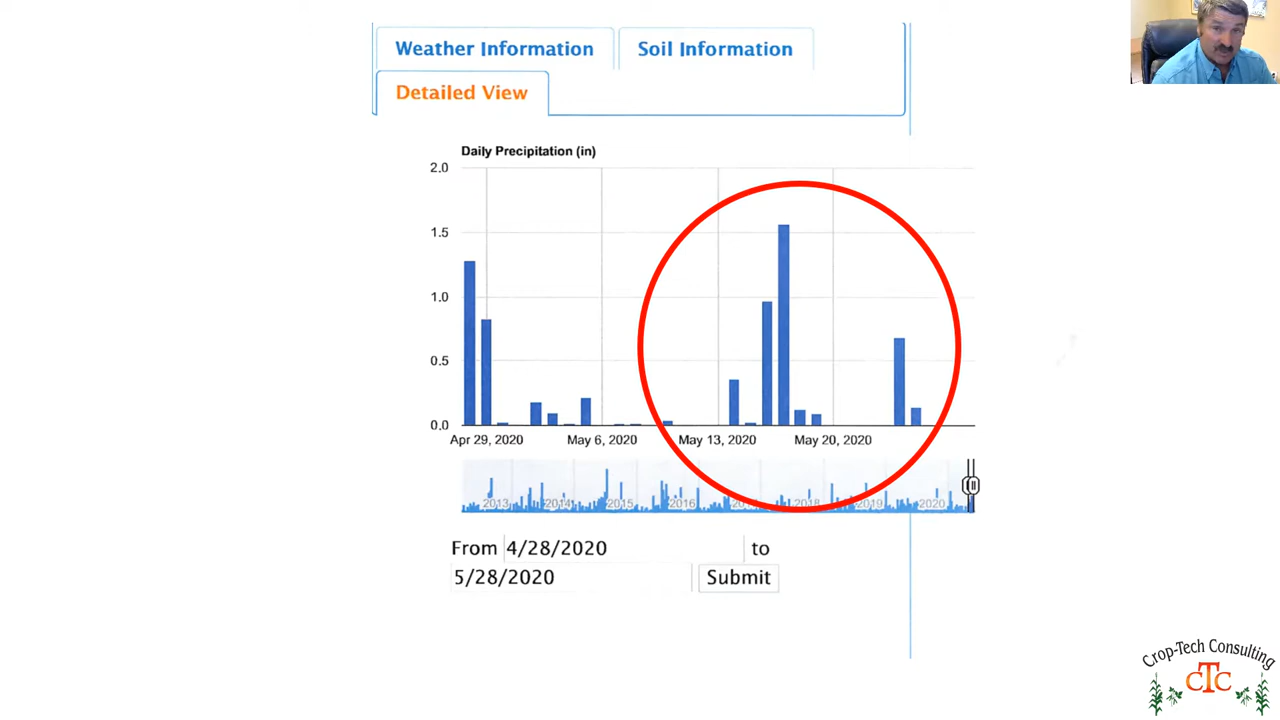 Weather Information
Soil Information
Detailed View
Daily Precipitation (in)
2.0
1.5
1.0
0.5
0.0
Apr 29, 2020
May 6, 2020
May 13, 2020
May 20, 2020
2013
2014
2015
2016
2018
2019
2020
From 4/28/2020 to
5/28/2020 Submit
Crop-Tech Consulting
CTC